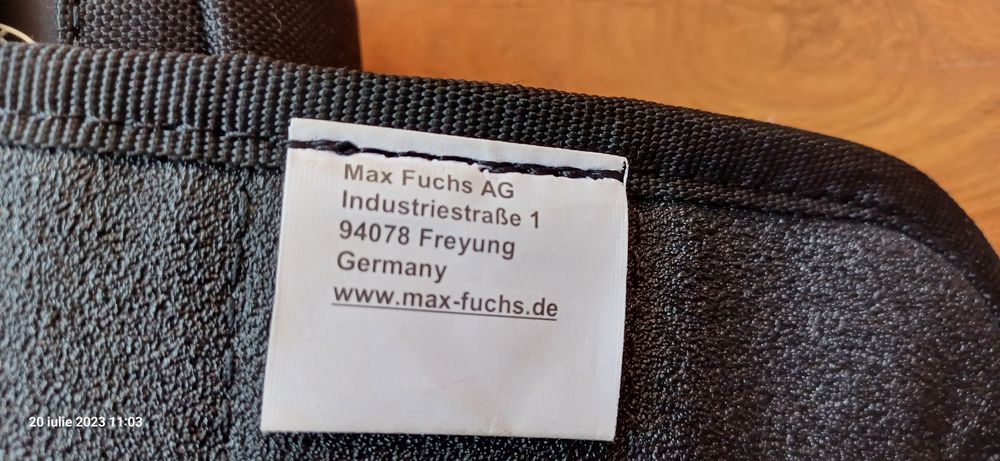 Max Fuchs AG
Industriestraße 1
94078 Freyung
Germany
www.max-fuchs.de
20 iulie 2023 11:03